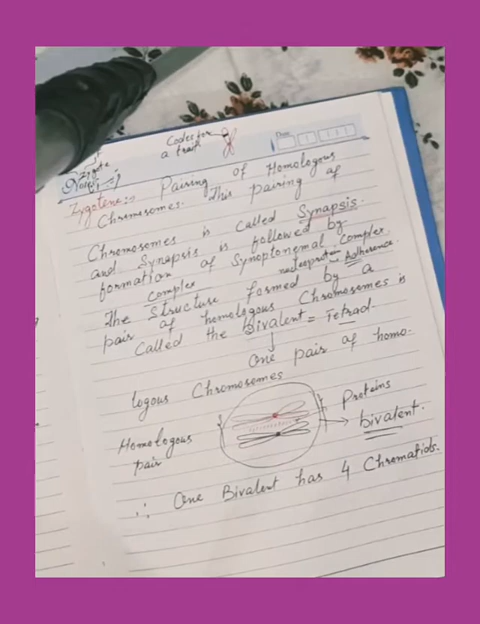 Codes for
a trait
Date
Zygote
Zygotene:- Pairing of Homologous
Chromosomes. This pairing of
Chromosomes is called Synapsis.
and Synapsis is followed by
formation of Synoptonemal Complex.
Complex
Adherence
The Structure formed by a
pair of homologous Chromosomes is
Called the Bivalent = Tetrad.
One pair of homo-
logous Chromosomes
Homologous
pair
Proteins
bivalent.
∴ One Bivalent has 4 Chromatids.